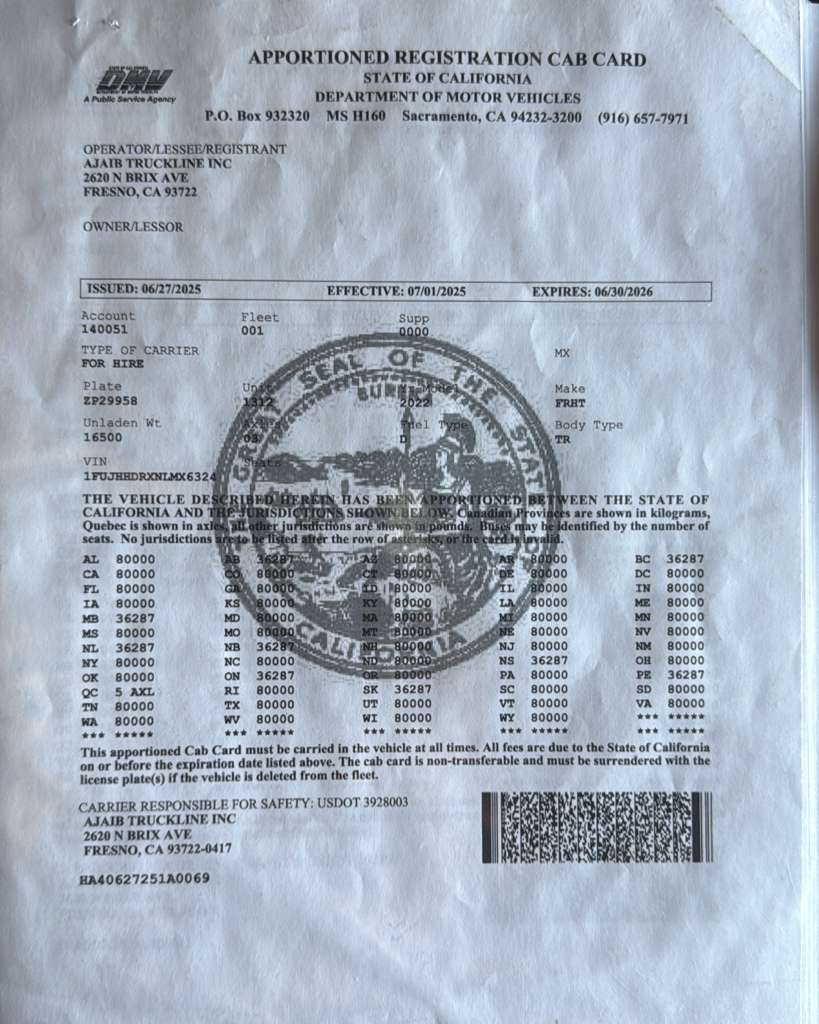 APPORTIONED REGISTRATION CAB CARD
STATE OF CALIFORNIA
DEPARTMENT OF MOTOR VEHICLES
P.O. Box 932320 MS H160 Sacramento, CA 94232-3200 (916) 657-7971
DMV
A Public Service Agency
OPERATOR/LESSEE/REGISTRANT
AJAIB TRUCKLINE INC
2620 N BRIX AVE
FRESNO, CA 93722
OWNER/LESSOR
ISSUED: 06/27/2025 EFFECTIVE: 07/01/2025 EXPIRES: 06/30/2026
Account Fleet Supp
140051 001 0000
TYPE OF CARRIER MX
FOR HIRE
Plate Unit Yr Model Make
ZP29958 1312 2022 FRHT
Unladen Wt Axles Fuel Type Body Type
16500 03 D TR
VIN Seats
1FUJHHDRXNLMX6324
GREAT SEAL OF THE STATE
CALIFORNIA
THE VEHICLE DESCRIBED HEREIN HAS BEEN APPORTIONED BETWEEN THE STATE OF
CALIFORNIA AND THE JURISDICTIONS SHOWN BELOW. Canadian Provinces are shown in kilograms,
Quebec is shown in axles, all other jurisdictions are shown in pounds. Buses may be identified by the number of
seats. No jurisdictions are to be listed after the row of asterisks, or the card is invalid.
AL 80000 AB 36287 AZ 80000 AR 80000 BC 36287
CA 80000 CO 80000 CT 80000 DE 80000 DC 80000
FL 80000 GA 80000 ID 80000 IL 80000 IN 80000
IA 80000 KS 80000 KY 80000 LA 80000 ME 80000
MB 36287 MD 80000 MA 80000 MI 80000 MN 80000
MS 80000 MO 80000 MT 80000 NE 80000 NV 80000
NL 36287 NB 36287 NH 80000 NJ 80000 NM 80000
NY 80000 NC 80000 ND 80000 NS 36287 OH 80000
OK 80000 ON 36287 OR 80000 PA 80000 PE 36287
QC 5 AXL RI 80000 SK 36287 SC 80000 SD 80000
TN 80000 TX 80000 UT 80000 VT 80000 VA 80000
WA 80000 WV 80000 WI 80000 WY 80000 *** *****
*** ***** *** ***** *** ***** *** ***** *** *****
This apportioned Cab Card must be carried in the vehicle at all times. All fees are due to the State of California
on or before the expiration date listed above. The cab card is non-transferable and must be surrendered with the
license plate(s) if the vehicle is deleted from the fleet.
CARRIER RESPONSIBLE FOR SAFETY: USDOT 3928003
AJAIB TRUCKLINE INC
2620 N BRIX AVE
FRESNO, CA 93722-0417
HA40627251A0069